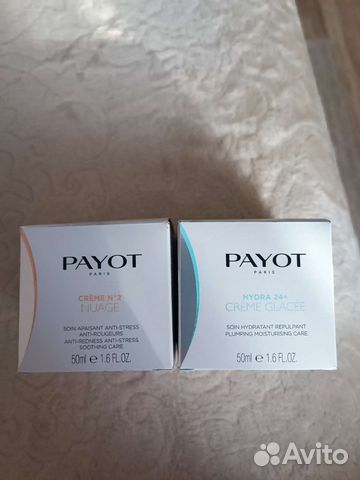 PAYOT
PARIS
CRÈME N°2
NUAGE
SOIN APAISANT ANTI-STRESS
ANTI-ROUGEURS
ANTI-REDNESS ANTI-STRESS
SOOTHING CARE
50ml e 1.6 FL.OZ.
PAYOT
PARIS
HYDRA 24+
CRÈME GLACÉE
SOIN HYDRATANT REPULPANT
PLUMPING MOISTURISING CARE
50ml e 1.6 FL.OZ.
Avito